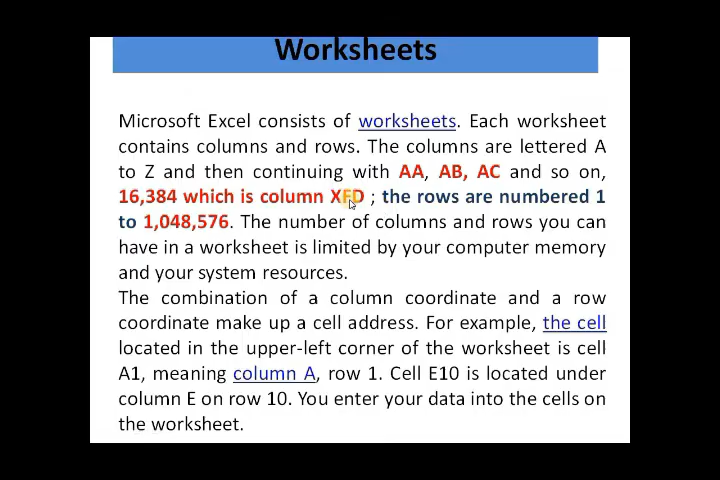 Worksheets
Microsoft Excel consists of worksheets. Each worksheet
contains columns and rows. The columns are lettered A
to Z and then continuing with AA, AB, AC and so on,
16,384 which is column XFD ; the rows are numbered 1
to 1,048,576. The number of columns and rows you can
have in a worksheet is limited by your computer memory
and your system resources.
The combination of a column coordinate and a row
coordinate make up a cell address. For example, the cell
located in the upper-left corner of the worksheet is cell
A1, meaning column A, row 1. Cell E10 is located under
column E on row 10. You enter your data into the cells on
the worksheet.